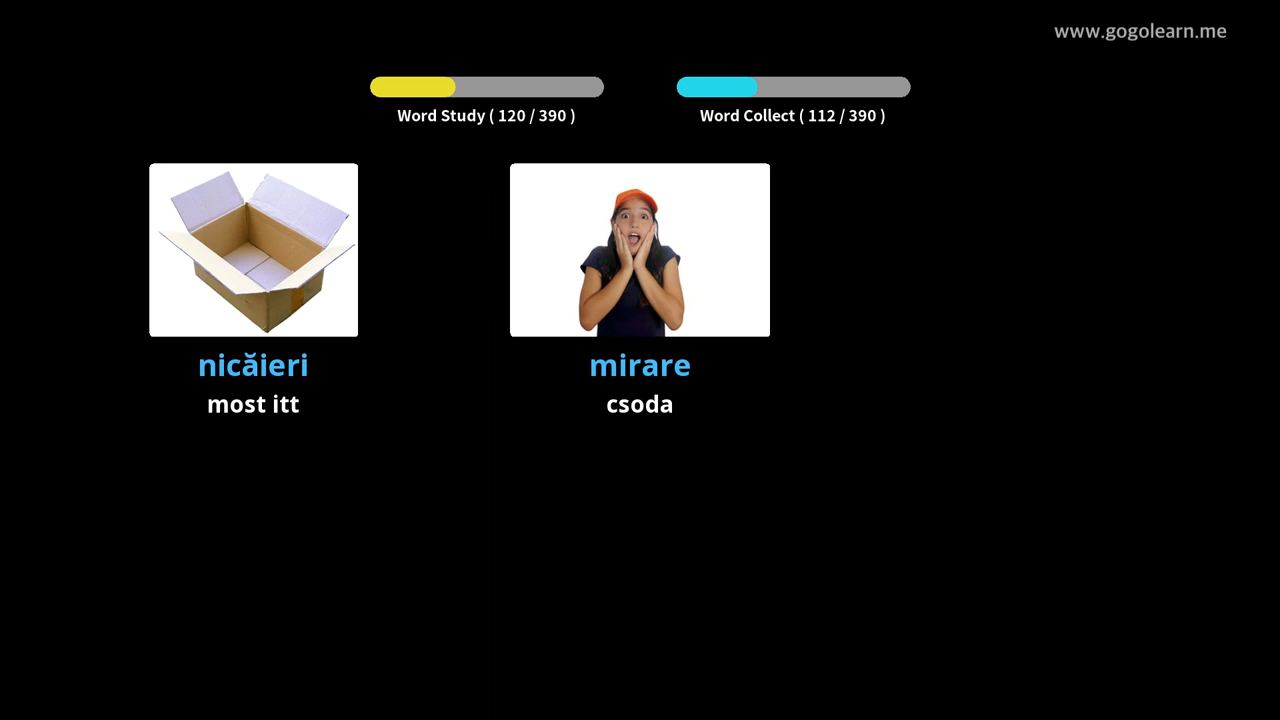 www.gogolearn.me
Word Study ( 120 / 390 )
Word Collect ( 112 / 390 )
nicăieri
most itt
mirare
csoda